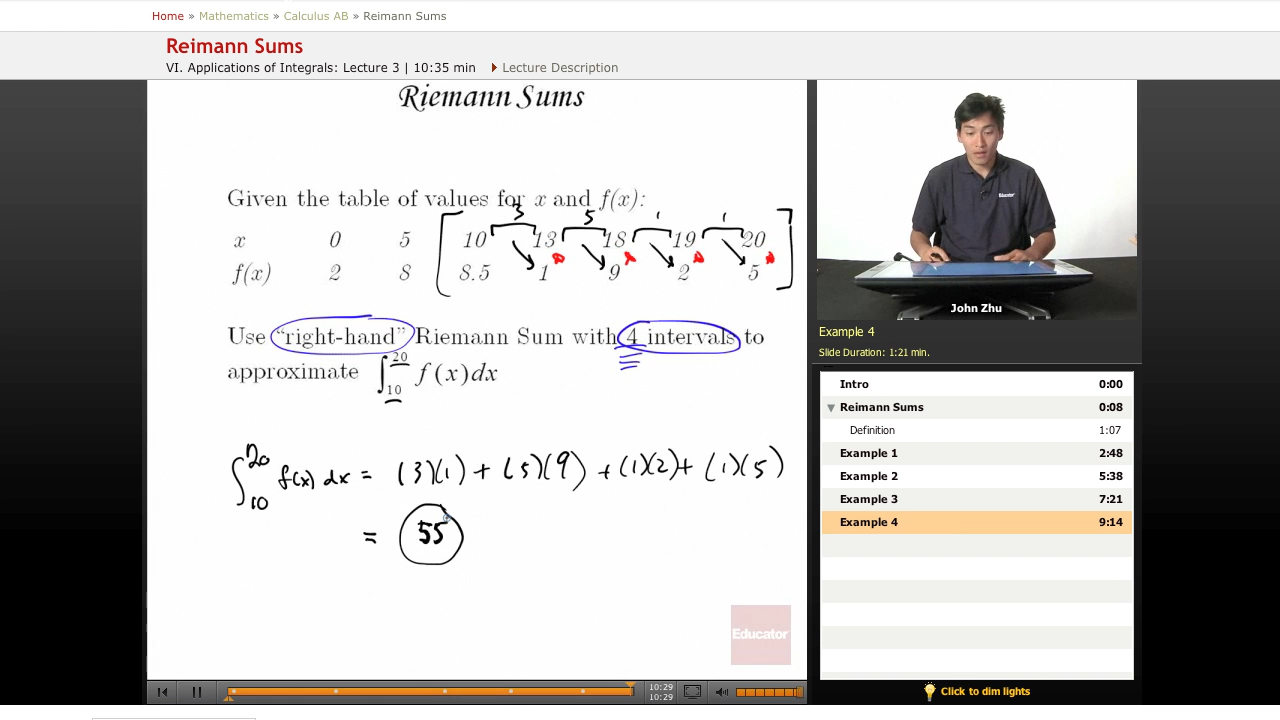 Home » Mathematics » Calculus AB » Reimann Sums
Reimann Sums
VI. Applications of Integrals: Lecture 3 | 10:35 min
Lecture Description
Riemann Sums
Given the table of values for x and f(x):
3 5 1 1
x 0 5 10 13 18 19 20
f(x) 2 8 8.5 1 9 2 5
Use "right-hand" Riemann Sum with 4 intervals to
approximate ∫₁₀²⁰ f(x)dx
∫₁₀²⁰ f(x) dx = (3)(1) + (5)(9) + (1)(2) + (1)(5)
= 55
Educator
10:29
10:29
Educator
John Zhu
Example 4
Slide Duration: 1:21 min.
Intro 0:00
▼ Reimann Sums 0:08
Definition 1:07
Example 1 2:48
Example 2 5:38
Example 3 7:21
Example 4 9:14
Click to dim lights